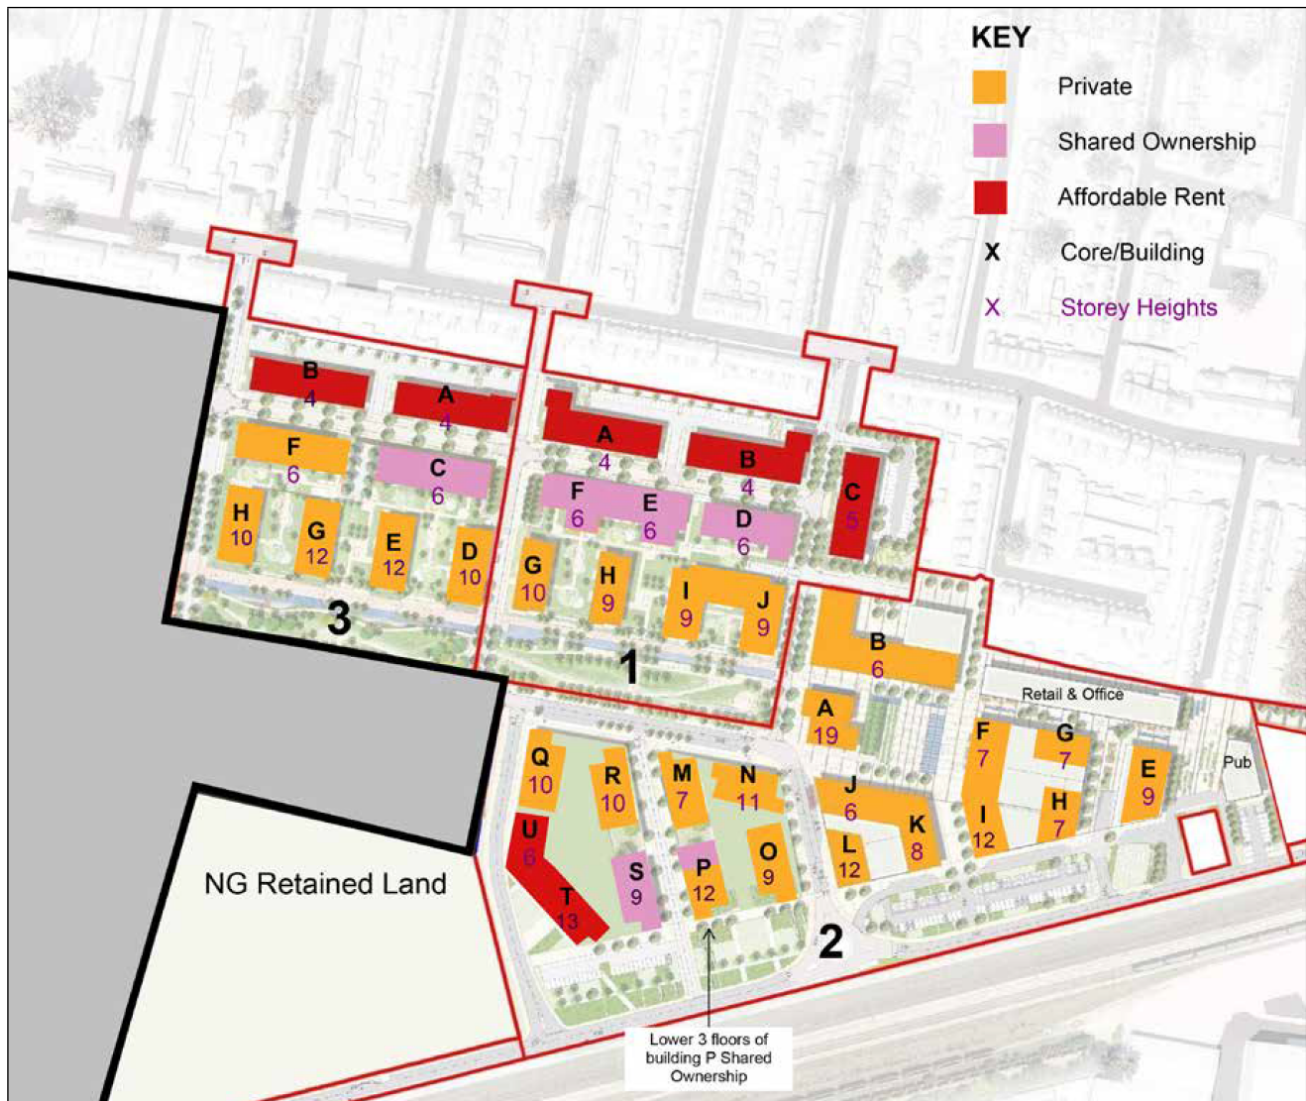 KEY
Private
Shared Ownership
Affordable Rent
X Core/Building
X Storey Heights
B
4
A
4
F
6
C
6
H
10
G
12
E
12
D
10
3
A
4
B
4
C
5
F
6
E
6
D
6
G
10
H
9
I
9
J
9
1
B
6
A
19
Retail & Office
F
7
G
7
E
9
Pub
H
7
I
12
J
6
K
8
L
12
Q
10
R
10
M
7
N
11
U
6
S
9
P
12
O
9
T
13
2
NG Retained Land
Lower 3 floors of
building P Shared
Ownership